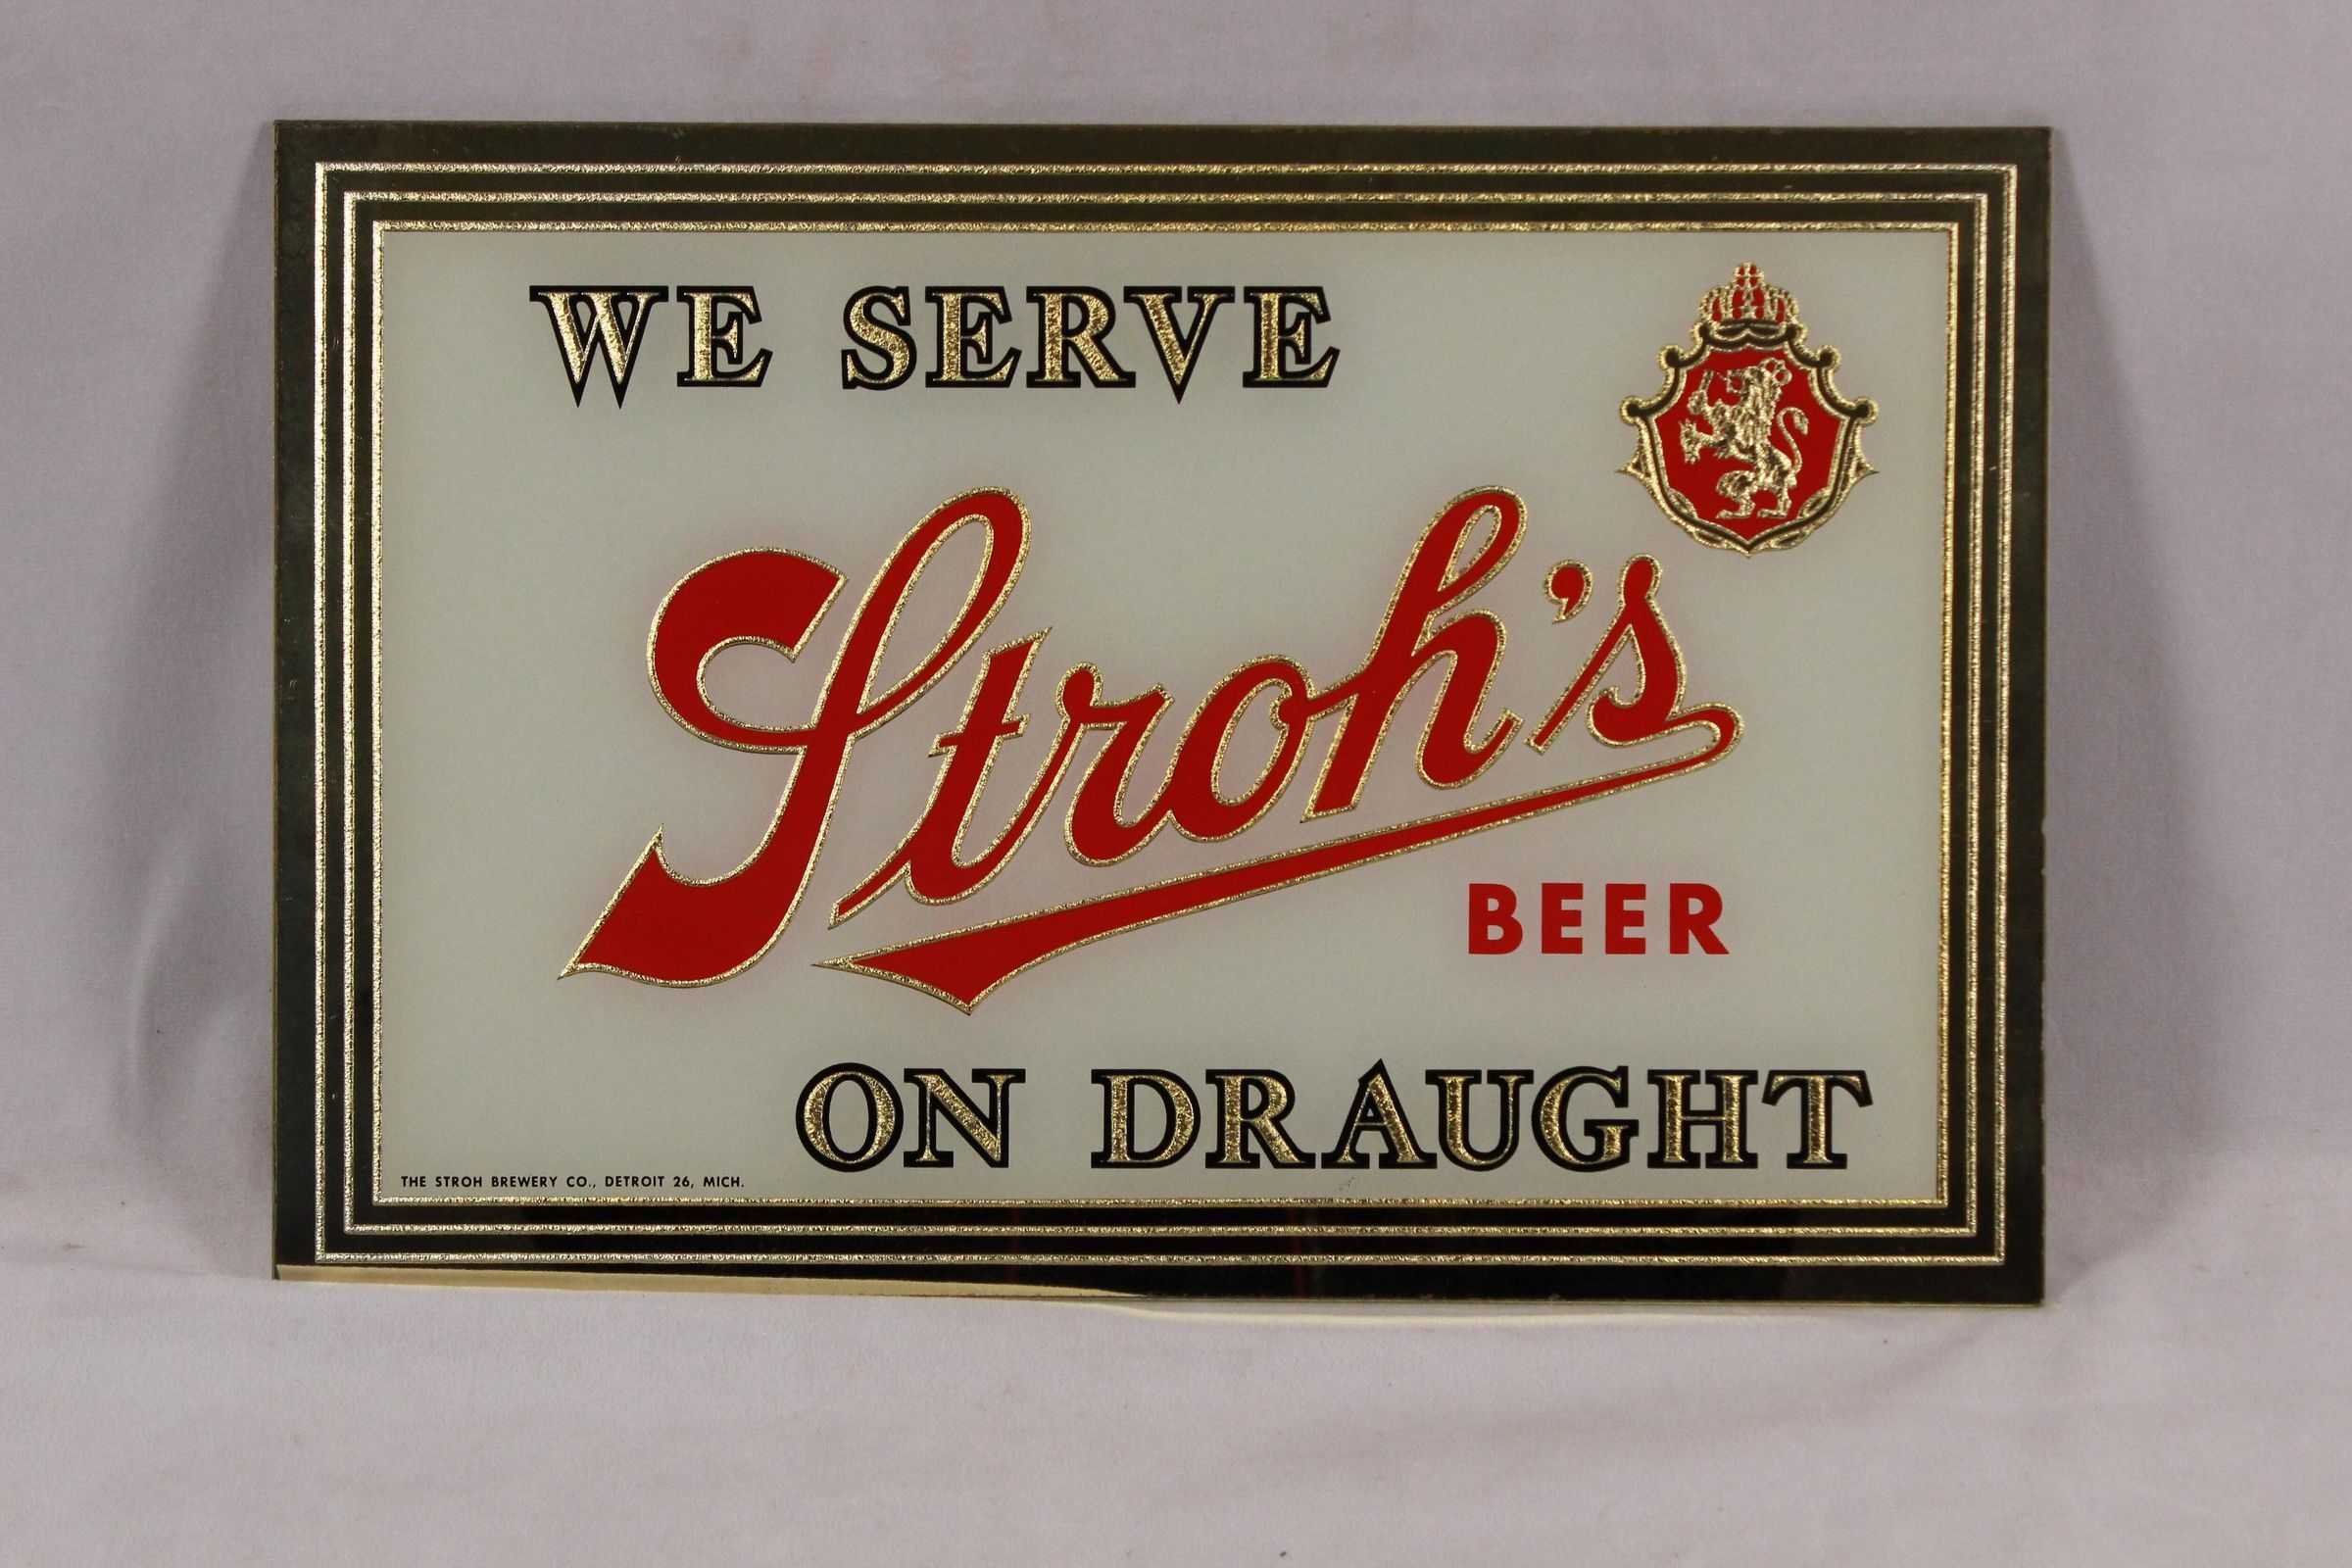 WE SERVE
Stroh's
BEER
ON DRAUGHT
THE STROH BREWERY CO., DETROIT 26, MICH.